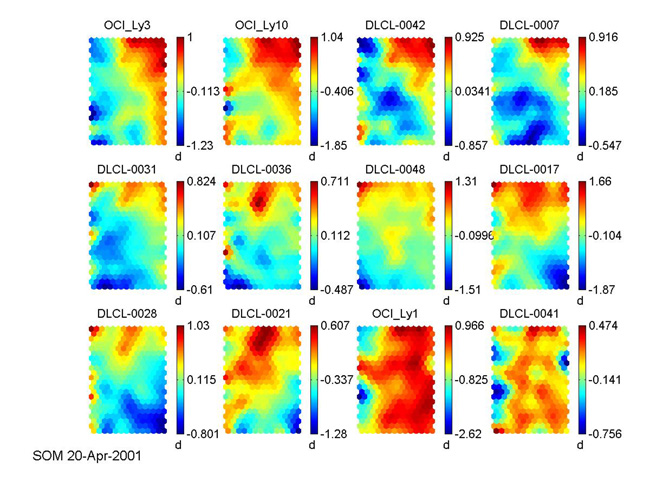 OCI_Ly3 OCI_Ly10 DLCL-0042 DLCL-0007
1 1.04 0.925 0.916
-0.113 -0.406 0.0341 0.185
-1.23 -1.85 -0.857 -0.547
d d d d
DLCL-0031 DLCL-0036 DLCL-0048 DLCL-0017
0.824 0.711 1.31 1.66
0.107 0.112 -0.0996 -0.104
-0.61 -0.487 -1.51 -1.87
d d d d
DLCL-0028 DLCL-0021 OCI_Ly1 DLCL-0041
1.03 0.607 0.966 0.474
0.115 -0.337 -0.825 -0.141
-0.801 -1.28 -2.62 -0.756
d d d d
SOM 20-Apr-2001